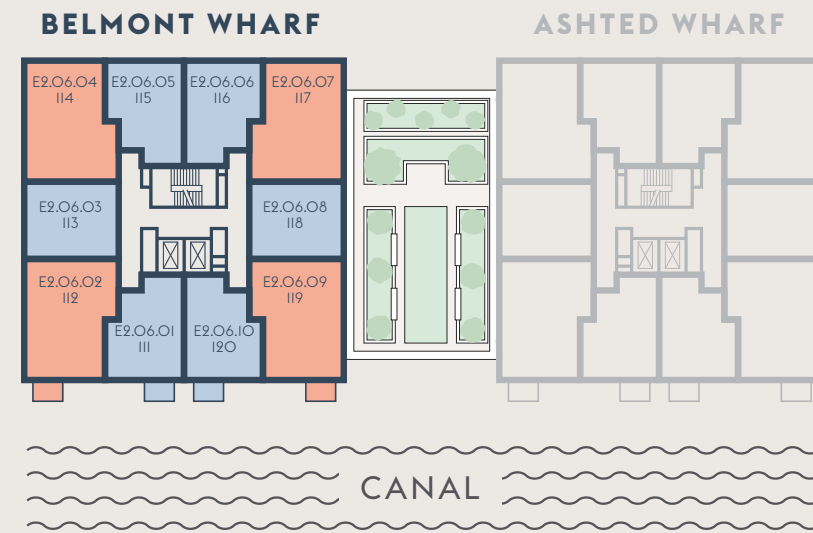 BELMONT WHARF
ASHTED WHARF
E2.06.04
114
E2.06.05
115
E2.06.06
116
E2.06.07
117
E2.06.03
113
E2.06.08
118
E2.06.02
112
E2.06.09
119
E2.06.01
111
E2.06.10
120
CANAL